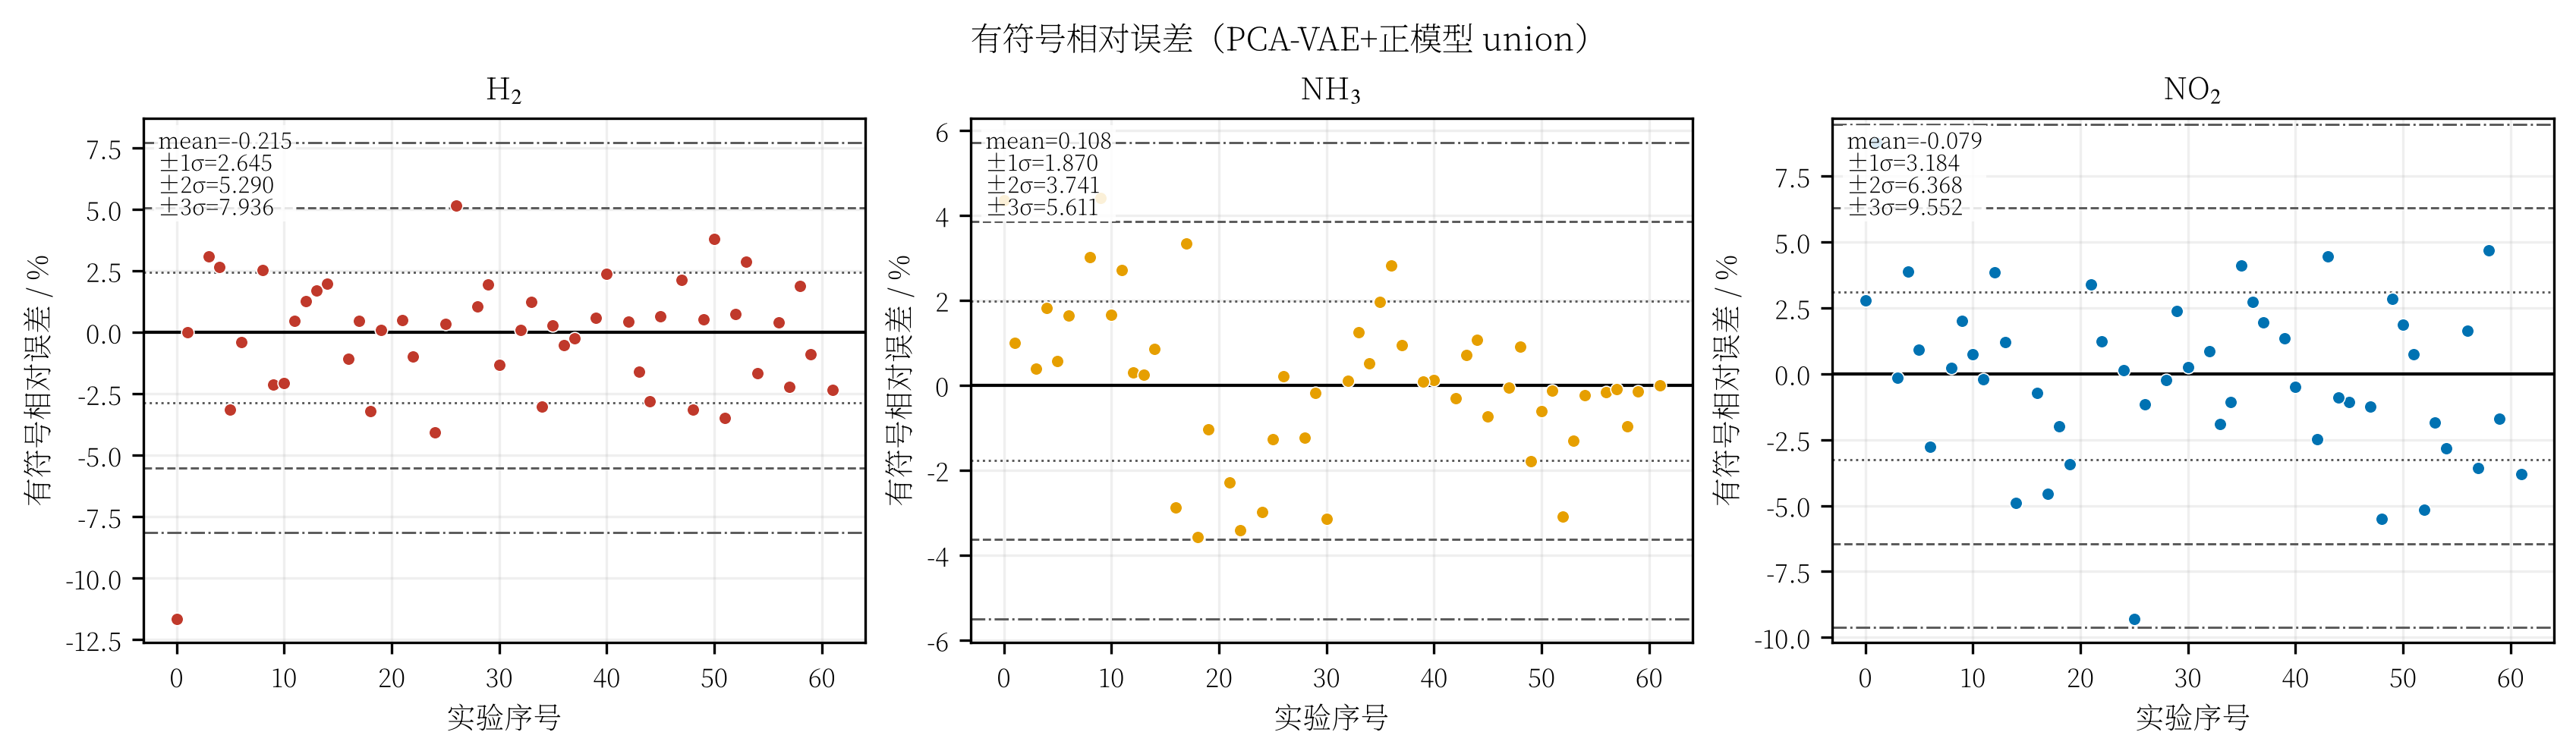 有符号相对误差（PCA-VAE+正模型 union）
H₂
mean=-0.215
±1σ=2.645
±2σ=5.290
±3σ=7.936
7.5
5.0
2.5
0.0
-2.5
-5.0
-7.5
-10.0
-12.5
有符号相对误差 / %
0 10 20 30 40 50 60
实验序号
NH₃
mean=0.108
±1σ=1.870
±2σ=3.741
±3σ=5.611
6
4
2
0
-2
-4
-6
有符号相对误差 / %
0 10 20 30 40 50 60
实验序号
NO₂
mean=-0.079
±1σ=3.184
±2σ=6.368
±3σ=9.552
7.5
5.0
2.5
0.0
-2.5
-5.0
-7.5
-10.0
有符号相对误差 / %
0 10 20 30 40 50 60
实验序号